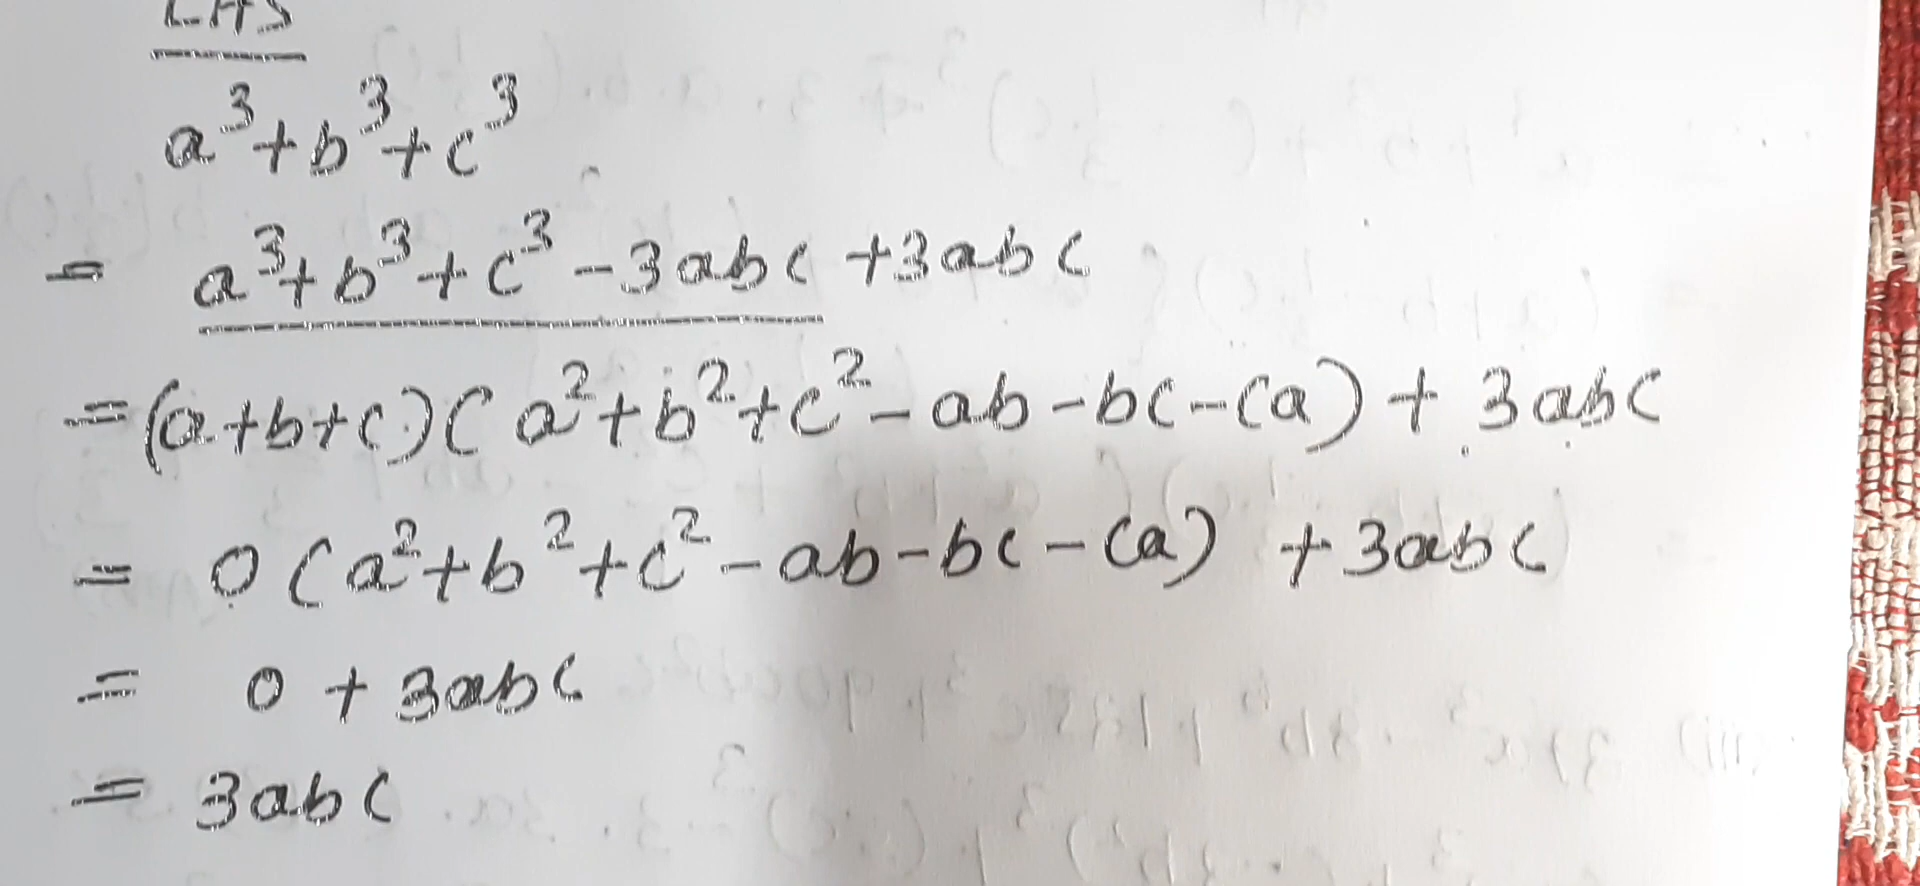 LHS
a³+b³+c³
= a³+b³+c³-3abc+3abc
=(a+b+c)(a²+b²+c²-ab-bc-ca)+3abc
= 0(a²+b²+c²-ab-bc-ca)+3abc
= 0+3abc
= 3abc